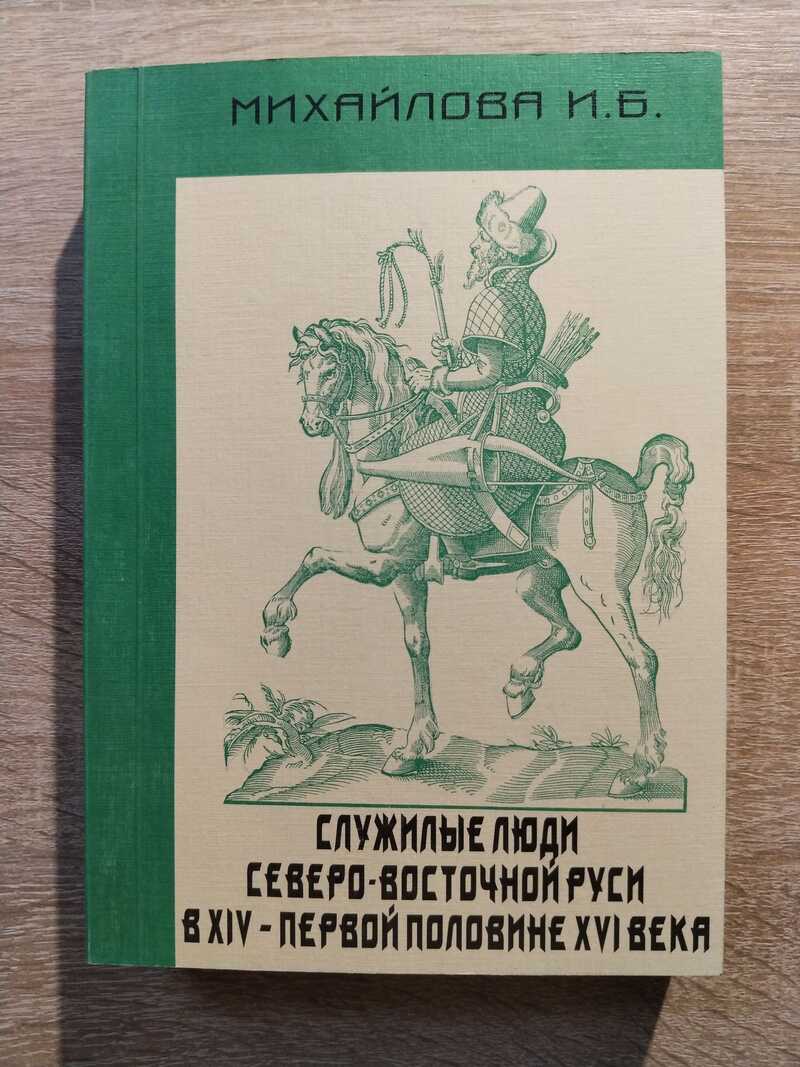 МИХАЙЛОВА И.Б.
СЛУЖИЛЫЕ ЛЮДИ
СЕВЕРО-ВОСТОЧНОЙ РУСИ
В XIV - ПЕРВОЙ ПОЛОВИНЕ XVI ВЕКА